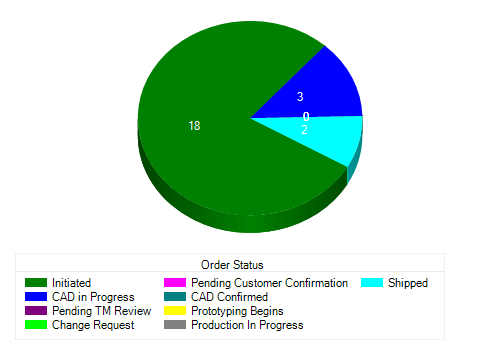 3
0
18
2
Order Status
Initiated Pending Customer Confirmation Shipped
CAD in Progress CAD Confirmed
Pending TM Review Prototyping Begins
Change Request Production In Progress